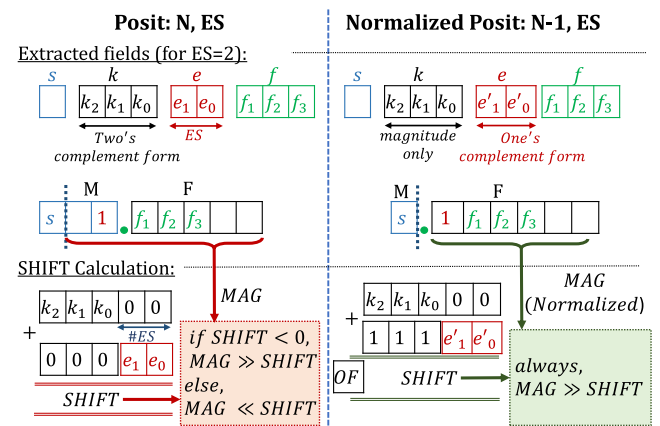 Posit: N, ES
Extracted fields (for ES=2):
s k e f
k₂ k₁ k₀ e₁ e₀ f₁ f₂ f₃
Two's complement form
ES
M F
s 1 . f₁ f₂ f₃
SHIFT Calculation:
MAG
k₂ k₁ k₀ 0 0
+
#ES
0 0 0 e₁ e₀
SHIFT
if SHIFT < 0,
MAG ≫ SHIFT
else,
MAG ≪ SHIFT
Normalized Posit: N-1, ES
s k e f
k₂ k₁ k₀ e′₁ e′₀ f₁ f₂ f₃
magnitude only
One's complement form
M F
s . 1 f₁ f₂ f₃
MAG
(Normalized)
k₂ k₁ k₀ 0 0
+
1 1 1 e′₁ e′₀
OF SHIFT
always,
MAG ≫ SHIFT